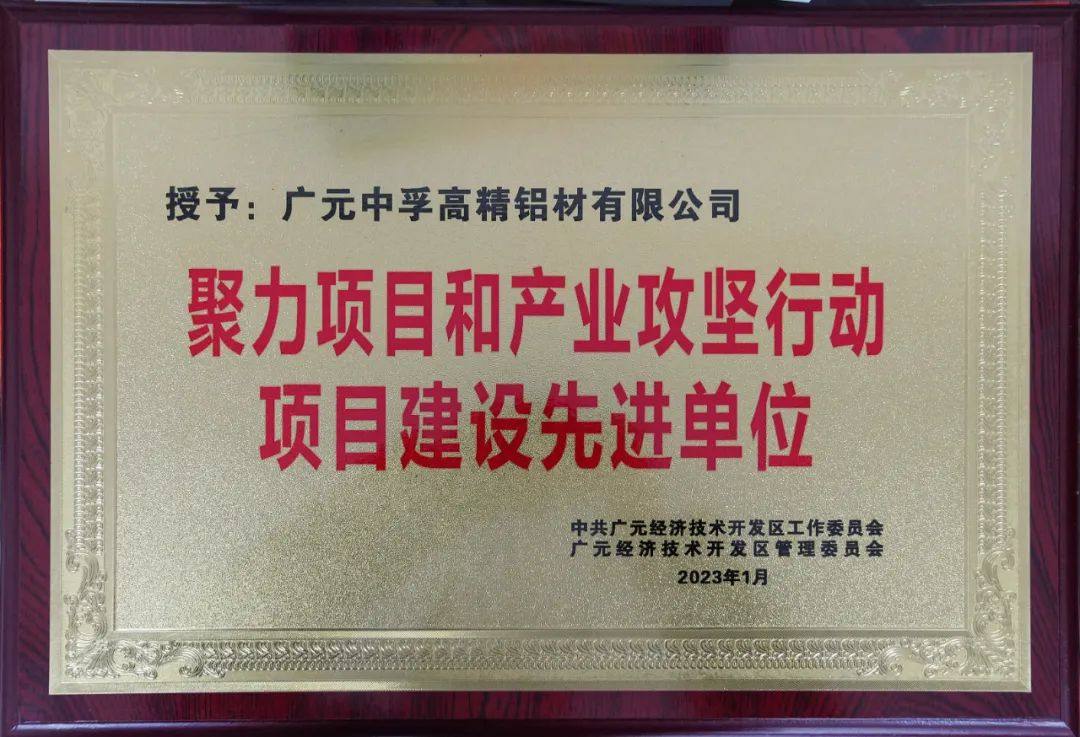 授予：广元中孚高精铝材有限公司
聚力项目和产业攻坚行动
项目建设先进单位
中共广元经济技术开发区工作委员会
广元经济技术开发区管理委员会
2023年1月